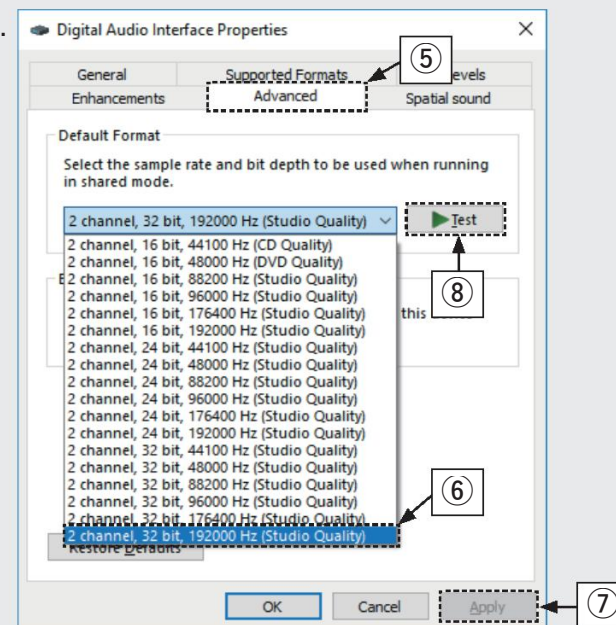 .
Digital Audio Interface Properties
⑤
General Supported Formats evels
Enhancements Advanced Spatial sound
Default Format
Select the sample rate and bit depth to be used when running
in shared mode.
2 channel, 32 bit, 192000 Hz (Studio Quality) Test
2 channel, 16 bit, 44100 Hz (CD Quality)
2 channel, 16 bit, 48000 Hz (DVD Quality)
E 2 channel, 16 bit, 88200 Hz (Studio Quality)
⑧
2 channel, 16 bit, 96000 Hz (Studio Quality)
2 channel, 16 bit, 176400 Hz (Studio Quality) this
2 channel, 16 bit, 192000 Hz (Studio Quality)
2 channel, 24 bit, 44100 Hz (Studio Quality)
2 channel, 24 bit, 48000 Hz (Studio Quality)
2 channel, 24 bit, 88200 Hz (Studio Quality)
2 channel, 24 bit, 96000 Hz (Studio Quality)
2 channel, 24 bit, 176400 Hz (Studio Quality)
2 channel, 24 bit, 192000 Hz (Studio Quality)
2 channel, 32 bit, 44100 Hz (Studio Quality)
2 channel, 32 bit, 48000 Hz (Studio Quality)
2 channel, 32 bit, 88200 Hz (Studio Quality)
⑥
2 channel, 32 bit, 96000 Hz (Studio Quality)
2 channel, 32 bit, 176400 Hz (Studio Quality)
2 channel, 32 bit, 192000 Hz (Studio Quality)
Restore Defaults
OK Cancel Apply ⑦